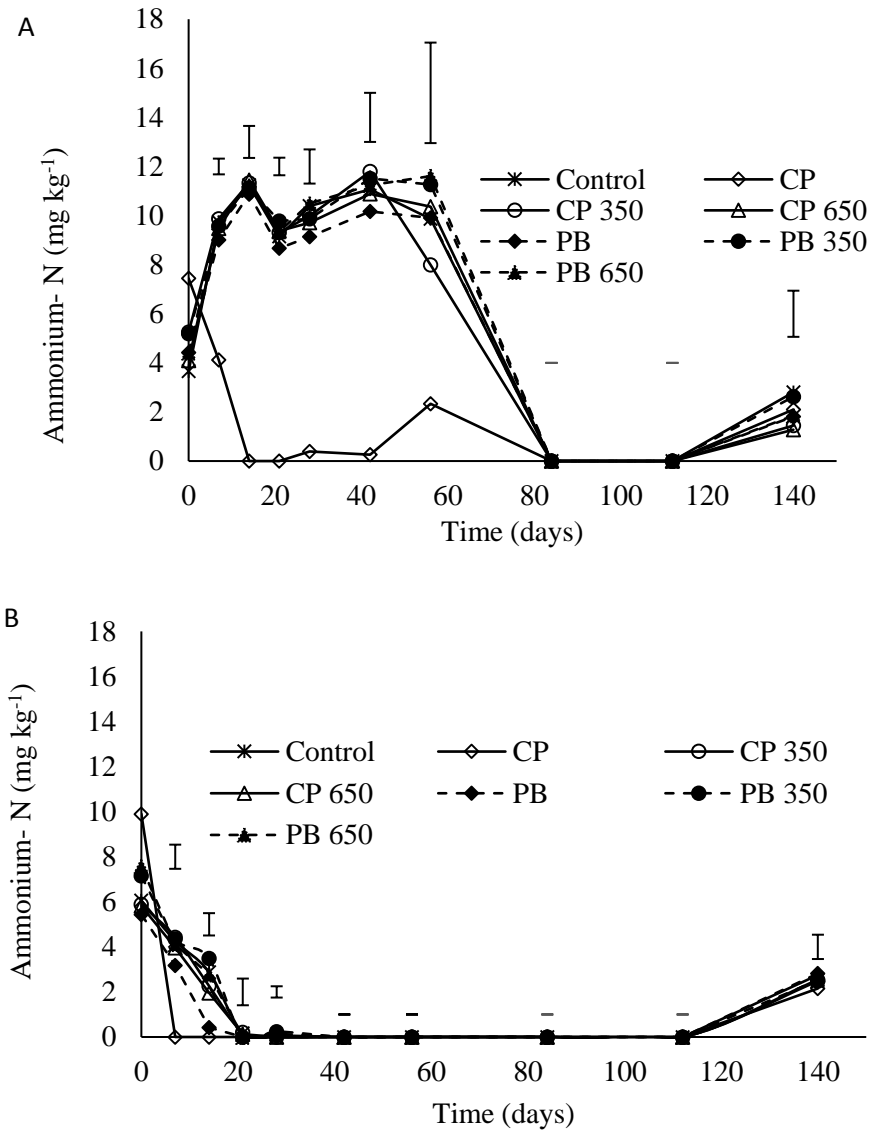 A
18
16
14
12
10
8
6
4
2
0
Ammonium- N (mg kg⁻¹)
Control CP
CP 350 CP 650
PB PB 350
PB 650
0 20 40 60 80 100 120 140
Time (days)
B
18
16
14
12
10
8
6
4
2
0
Ammonium- N (mg kg⁻¹)
Control CP CP 350
CP 650 PB PB 350
PB 650
0 20 40 60 80 100 120 140
Time (days)